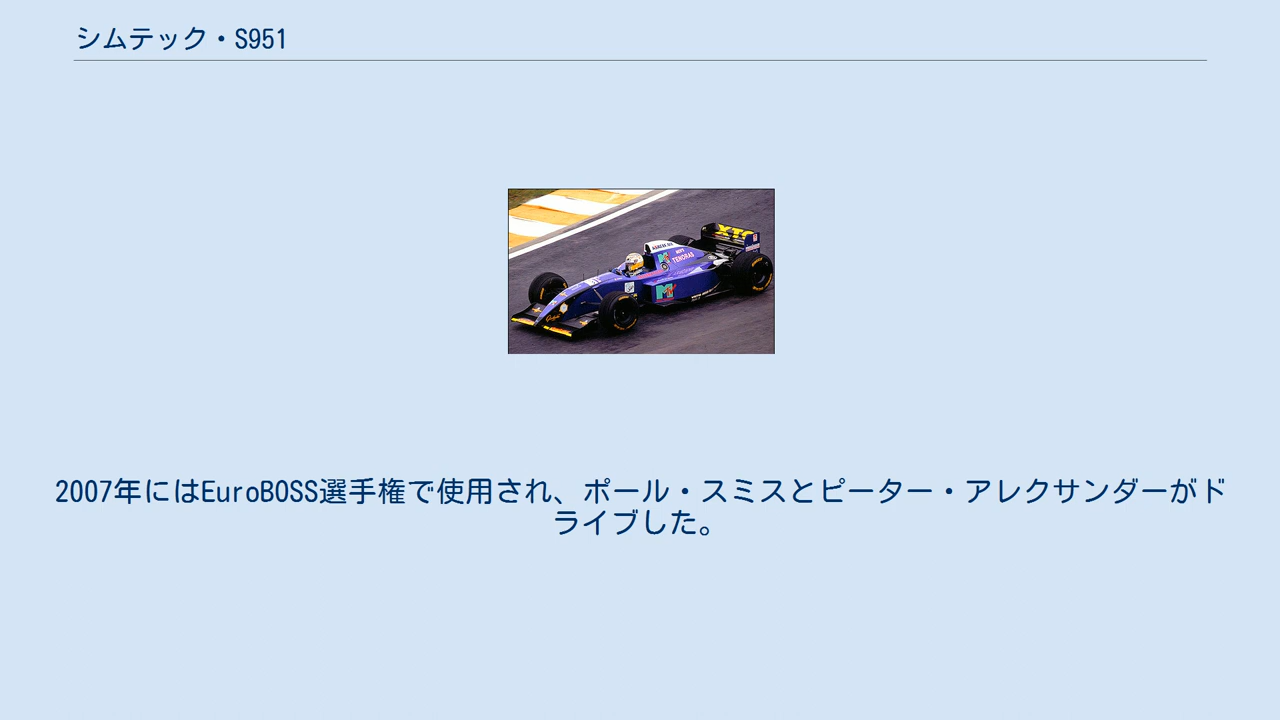 シムテック・S951
XTC
TENORAS
M
2007年にはEuroBOSS選手権で使用され、ポール・スミスとピーター・アレクサンダーがド
ライブした。